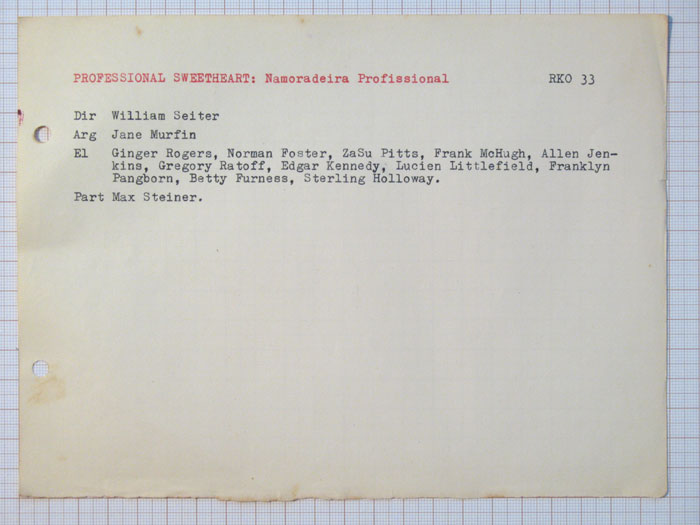 PROFESSIONAL SWEETHEART: Namoradeira Profissional RKO 33
Dir William Seiter
Arg Jane Murfin
El Ginger Rogers, Norman Foster, ZaSu Pitts, Frank McHugh, Allen Jen-
kins, Gregory Ratoff, Edgar Kennedy, Lucien Littlefield, Franklyn
Pangborn, Betty Furness, Sterling Holloway.
Part Max Steiner.